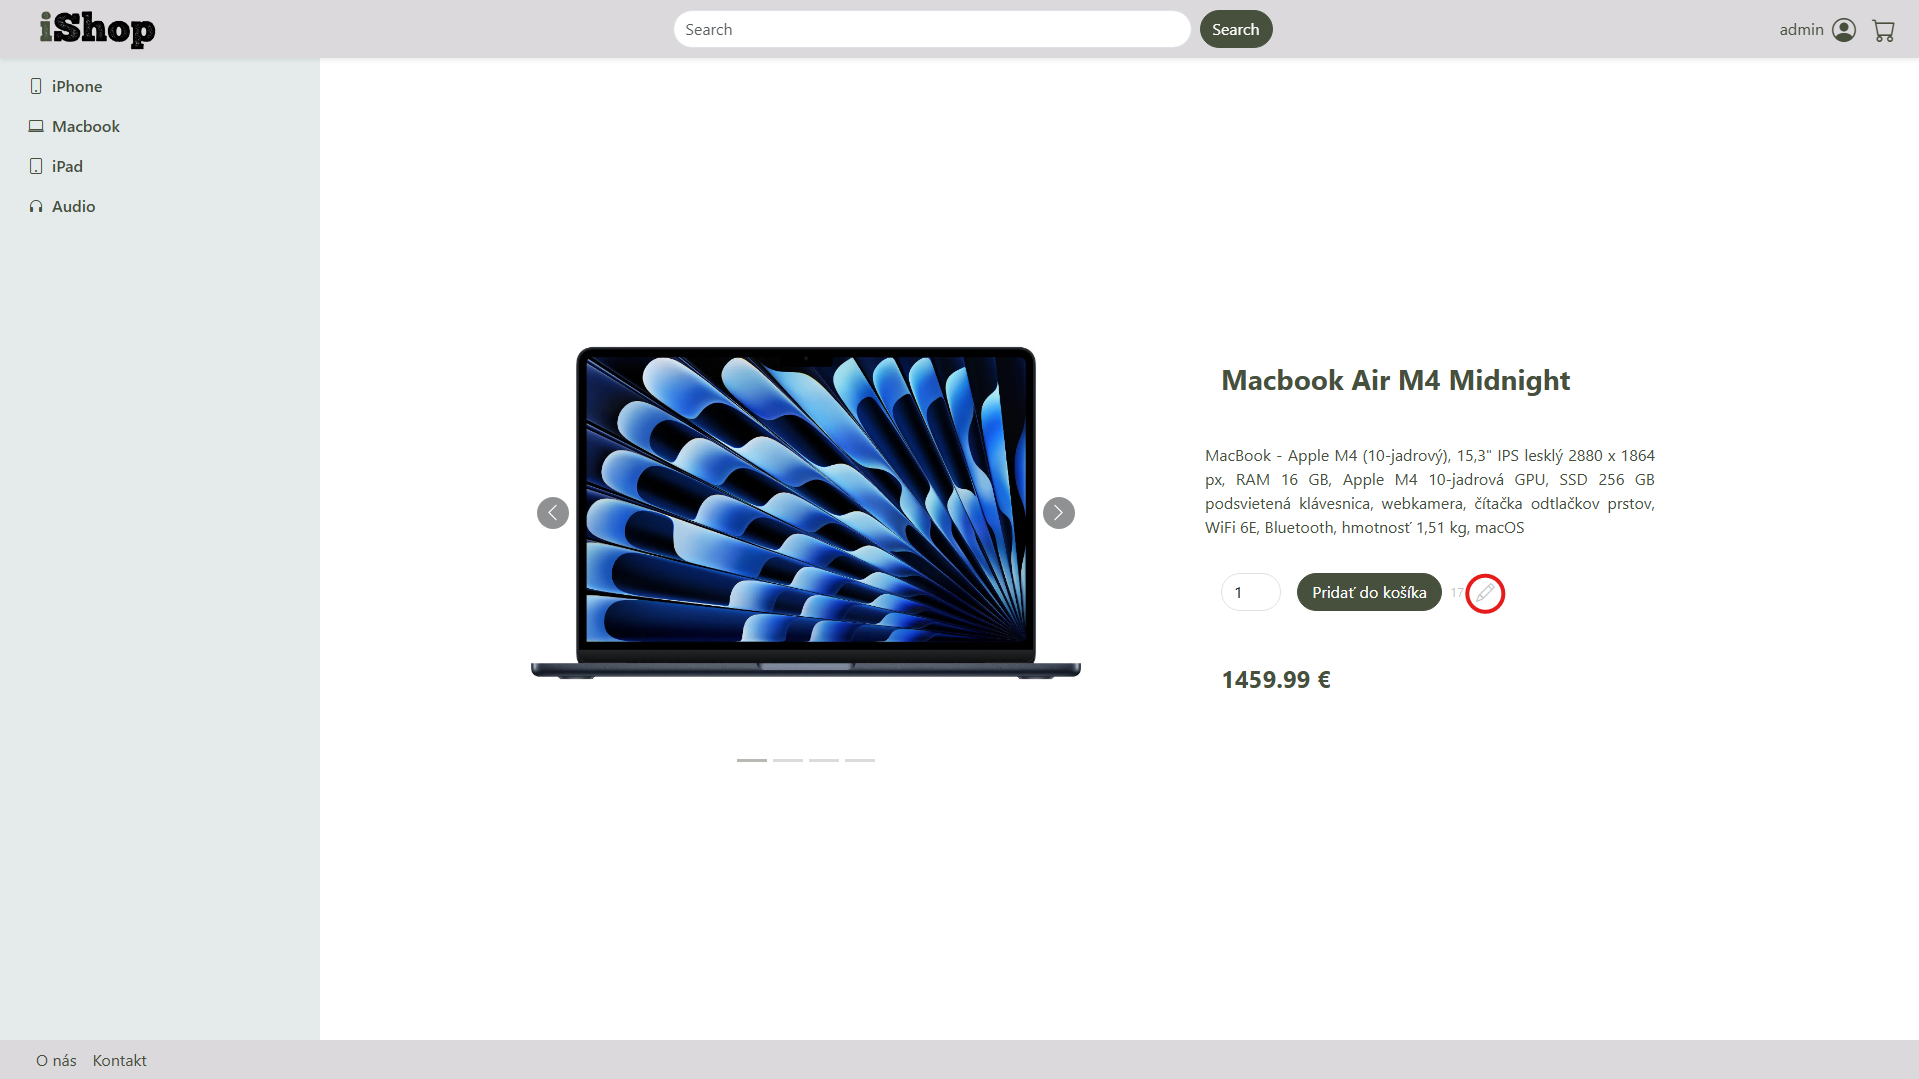 iShop
Search
Search
admin
iPhone
Macbook
iPad
Audio
Macbook Air M4 Midnight
MacBook - Apple M4 (10-jadrový), 15,3" IPS lesklý 2880 x 1864
px, RAM 16 GB, Apple M4 10-jadrová GPU, SSD 256 GB
podsvietená klávesnica, webkamera, čítačka odtlačkov prstov,
WiFi 6E, Bluetooth, hmotnosť 1,51 kg, macOS
1
Pridať do košíka
17
1459.99 €
O nás
Kontakt